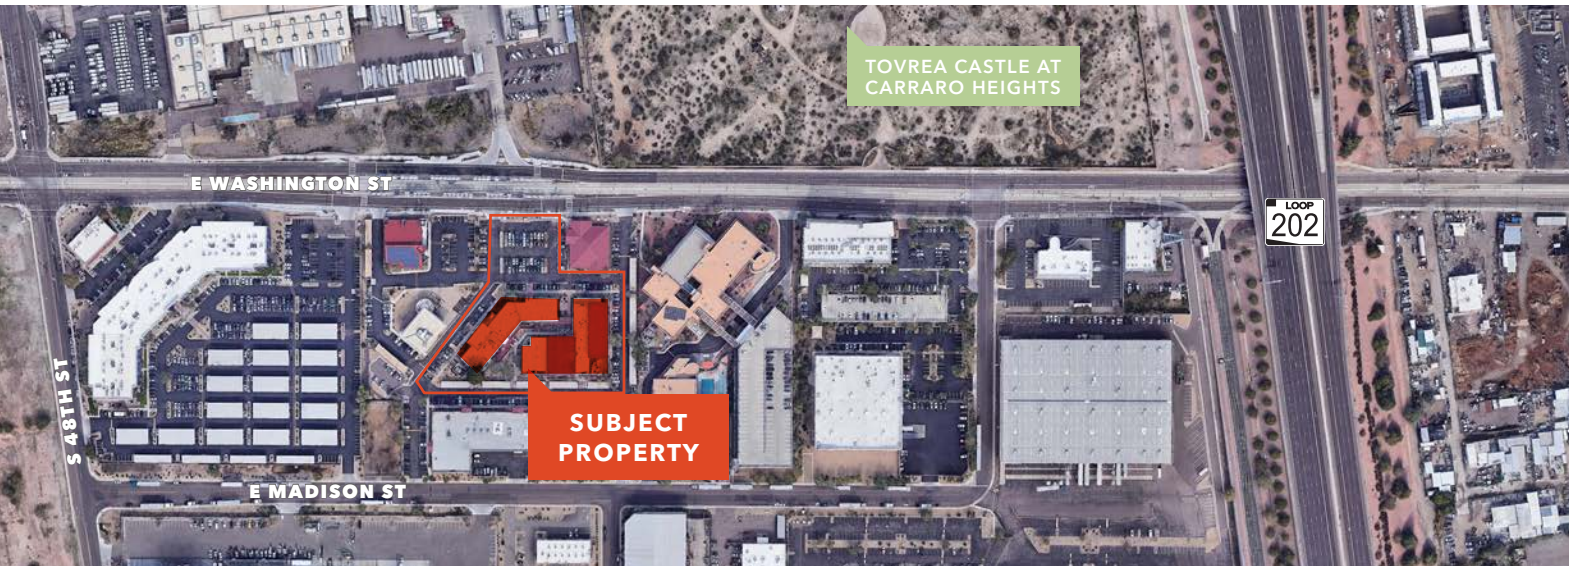 TOVREA CASTLE AT
CARRARO HEIGHTS
E WASHINGTON ST
LOOP
202
S 48TH ST
SUBJECT
PROPERTY
E MADISON ST